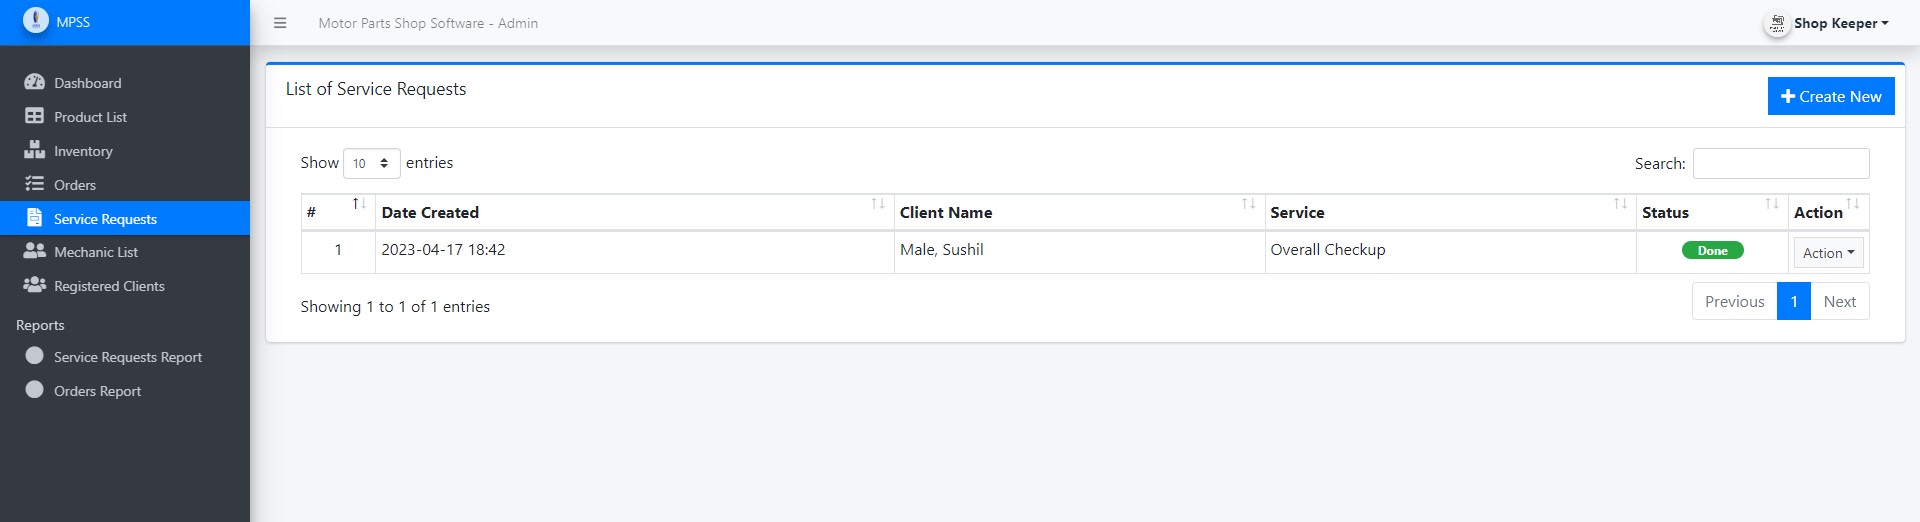 MPSS
Motor Parts Shop Software - Admin
Shop Keeper
Dashboard
Product List
Inventory
Orders
Service Requests
Mechanic List
Registered Clients
Reports
Service Requests Report
Orders Report
List of Service Requests
Create New
Show 10 entries
Search:
# Date Created Client Name Service Status Action
1 2023-04-17 18:42 Male, Sushil Overall Checkup Done Action
Showing 1 to 1 of 1 entries
Previous 1 Next